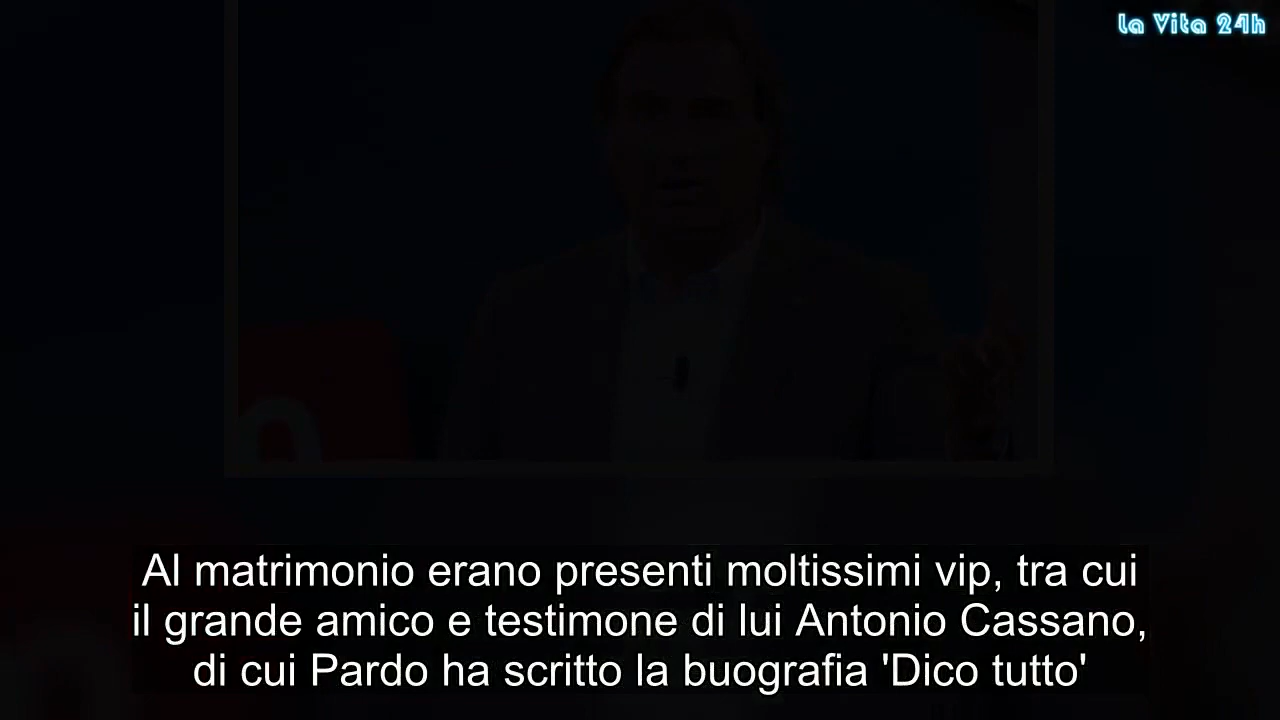 La Vita 24h
Al matrimonio erano presenti moltissimi vip, tra cui
il grande amico e testimone di lui Antonio Cassano,
di cui Pardo ha scritto la buografia 'Dico tutto'